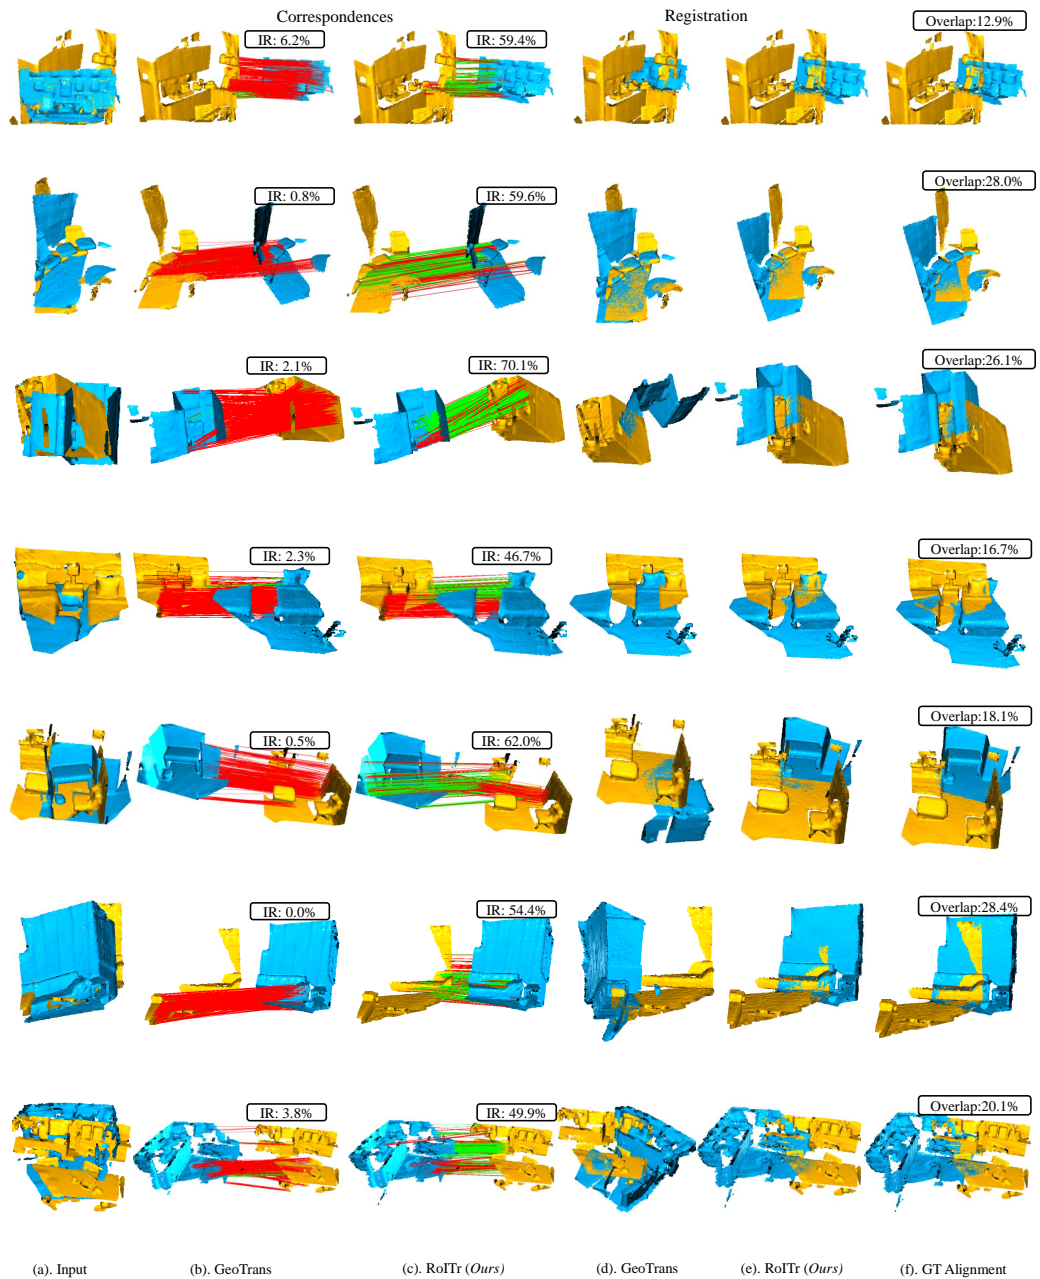 Correspondences Registration
IR: 6.2% IR: 59.4% Overlap:12.9%
IR: 0.8% IR: 59.6% Overlap:28.0%
IR: 2.1% IR: 70.1% Overlap:26.1%
IR: 2.3% IR: 46.7% Overlap:16.7%
IR: 0.5% IR: 62.0% Overlap:18.1%
IR: 0.0% IR: 54.4% Overlap:28.4%
IR: 3.8% IR: 49.9% Overlap:20.1%
(a). Input (b). GeoTrans (c). RoITr (Ours) (d). GeoTrans (e). RoITr (Ours) (f). GT Alignment